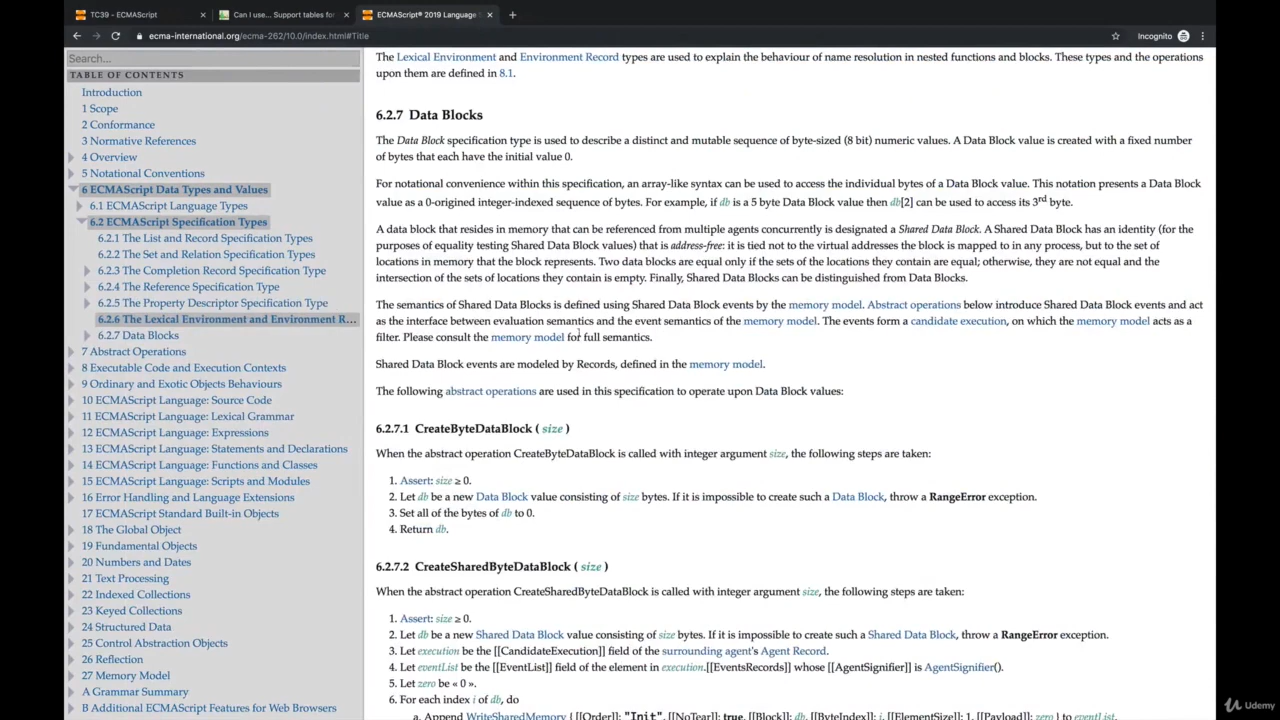 TC39 - ECMAScript
Can I use... Support tables for
ECMAScript® 2019 Language
ecma-international.org/ecma-262/10.0/index.html#Title
Incognito
Search...
TABLE OF CONTENTS
Introduction
1 Scope
2 Conformance
3 Normative References
4 Overview
5 Notational Conventions
6 ECMAScript Data Types and Values
6.1 ECMAScript Language Types
6.2 ECMAScript Specification Types
6.2.1 The List and Record Specification Types
6.2.2 The Set and Relation Specification Types
6.2.3 The Completion Record Specification Type
6.2.4 The Reference Specification Type
6.2.5 The Property Descriptor Specification Type
6.2.6 The Lexical Environment and Environment R...
6.2.7 Data Blocks
7 Abstract Operations
8 Executable Code and Execution Contexts
9 Ordinary and Exotic Objects Behaviours
10 ECMAScript Language: Source Code
11 ECMAScript Language: Lexical Grammar
12 ECMAScript Language: Expressions
13 ECMAScript Language: Statements and Declarations
14 ECMAScript Language: Functions and Classes
15 ECMAScript Language: Scripts and Modules
16 Error Handling and Language Extensions
17 ECMAScript Standard Built-in Objects
18 The Global Object
19 Fundamental Objects
20 Numbers and Dates
21 Text Processing
22 Indexed Collections
23 Keyed Collections
24 Structured Data
25 Control Abstraction Objects
26 Reflection
27 Memory Model
A Grammar Summary
B Additional ECMAScript Features for Web Browsers
The Lexical Environment and Environment Record types are used to explain the behaviour of name resolution in nested functions and blocks. These types and the operations
upon them are defined in 8.1.
6.2.7 Data Blocks
The Data Block specification type is used to describe a distinct and mutable sequence of byte-sized (8 bit) numeric values. A Data Block value is created with a fixed number
of bytes that each have the initial value 0.
For notational convenience within this specification, an array-like syntax can be used to access the individual bytes of a Data Block value. This notation presents a Data Block
value as a 0-origined integer-indexed sequence of bytes. For example, if db is a 5 byte Data Block value then db[2] can be used to access its 3rd byte.
A data block that resides in memory that can be referenced from multiple agents concurrently is designated a Shared Data Block. A Shared Data Block has an identity (for the
purposes of equality testing Shared Data Block values) that is address-free: it is tied not to the virtual addresses the block is mapped to in any process, but to the set of
locations in memory that the block represents. Two data blocks are equal only if the sets of the locations they contain are equal; otherwise, they are not equal and the
intersection of the sets of locations they contain is empty. Finally, Shared Data Blocks can be distinguished from Data Blocks.
The semantics of Shared Data Blocks is defined using Shared Data Block events by the memory model. Abstract operations below introduce Shared Data Block events and act
as the interface between evaluation semantics and the event semantics of the memory model. The events form a candidate execution, on which the memory model acts as a
filter. Please consult the memory model for full semantics.
Shared Data Block events are modeled by Records, defined in the memory model.
The following abstract operations are used in this specification to operate upon Data Block values:
6.2.7.1 CreateByteDataBlock ( size )
When the abstract operation CreateByteDataBlock is called with integer argument size, the following steps are taken:
1. Assert: size ≥ 0.
2. Let db be a new Data Block value consisting of size bytes. If it is impossible to create such a Data Block, throw a RangeError exception.
3. Set all of the bytes of db to 0.
4. Return db.
6.2.7.2 CreateSharedByteDataBlock ( size )
When the abstract operation CreateSharedByteDataBlock is called with integer argument size, the following steps are taken:
1. Assert: size ≥ 0.
2. Let db be a new Shared Data Block value consisting of size bytes. If it is impossible to create such a Shared Data Block, throw a RangeError exception.
3. Let execution be the [[CandidateExecution]] field of the surrounding agent's Agent Record.
4. Let eventList be the [[EventList]] field of the element in execution.[[EventsRecords]] whose [[AgentSignifier]] is AgentSignifier().
5. Let zero be « 0 ».
6. For each index i of db, do
a. Append WriteSharedMemory { [[Order]]: "Init", [[NoTear]]: true, [[Block]]: db, [[ByteIndex]]: i, [[ElementSize]]: 1, [[Payload]]: zero } to eventList.
Udemy